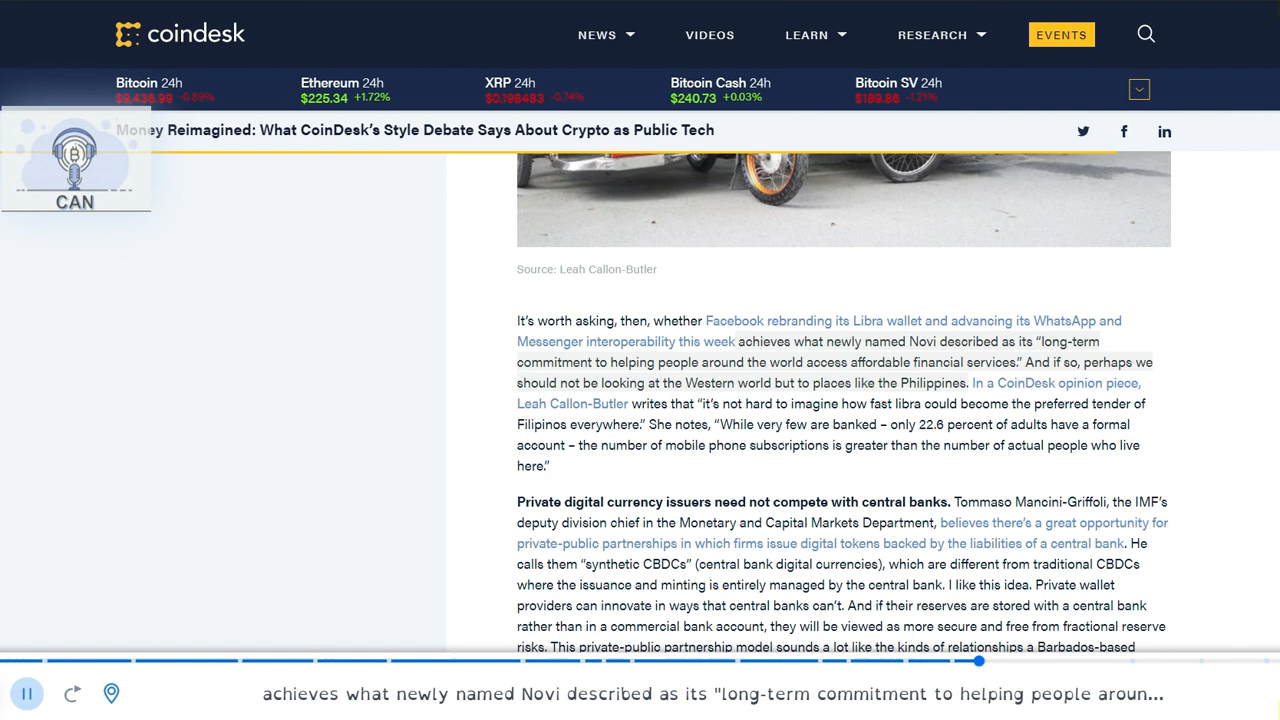 coindesk
NEWS VIDEOS LEARN RESEARCH EVENTS
Bitcoin 24h Ethereum 24h XRP 24h Bitcoin Cash 24h Bitcoin SV 24h
$9,436.99 -0.89% $225.34 +1.72% $0.198483 -0.74% $240.73 +0.03% $189.86 -1.21%
Money Reimagined: What CoinDesk’s Style Debate Says About Crypto as Public Tech
CAN
Source: Leah Callon-Butler
It’s worth asking, then, whether Facebook rebranding its Libra wallet and advancing its WhatsApp and
Messenger interoperability this week achieves what newly named Novi described as its “long-term
commitment to helping people around the world access affordable financial services.” And if so, perhaps we
should not be looking at the Western world but to places like the Philippines. In a CoinDesk opinion piece,
Leah Callon-Butler writes that “it’s not hard to imagine how fast libra could become the preferred tender of
Filipinos everywhere.” She notes, “While very few are banked – only 22.6 percent of adults have a formal
account – the number of mobile phone subscriptions is greater than the number of actual people who live
here.”
Private digital currency issuers need not compete with central banks. Tommaso Mancini-Griffoli, the IMF’s
deputy division chief in the Monetary and Capital Markets Department, believes there’s a great opportunity for
private-public partnerships in which firms issue digital tokens backed by the liabilities of a central bank. He
calls them “synthetic CBDCs” (central bank digital currencies), which are different from traditional CBDCs
where the issuance and minting is entirely managed by the central bank. I like this idea. Private wallet
providers can innovate in ways that central banks can’t. And if their reserves are stored with a central bank
rather than in a commercial bank account, they will be viewed as more secure and free from fractional reserve
risks. This private-public partnership model sounds a lot like the kinds of relationships a Barbados-based
achieves what newly named Novi described as its "long-term commitment to helping people aroun...